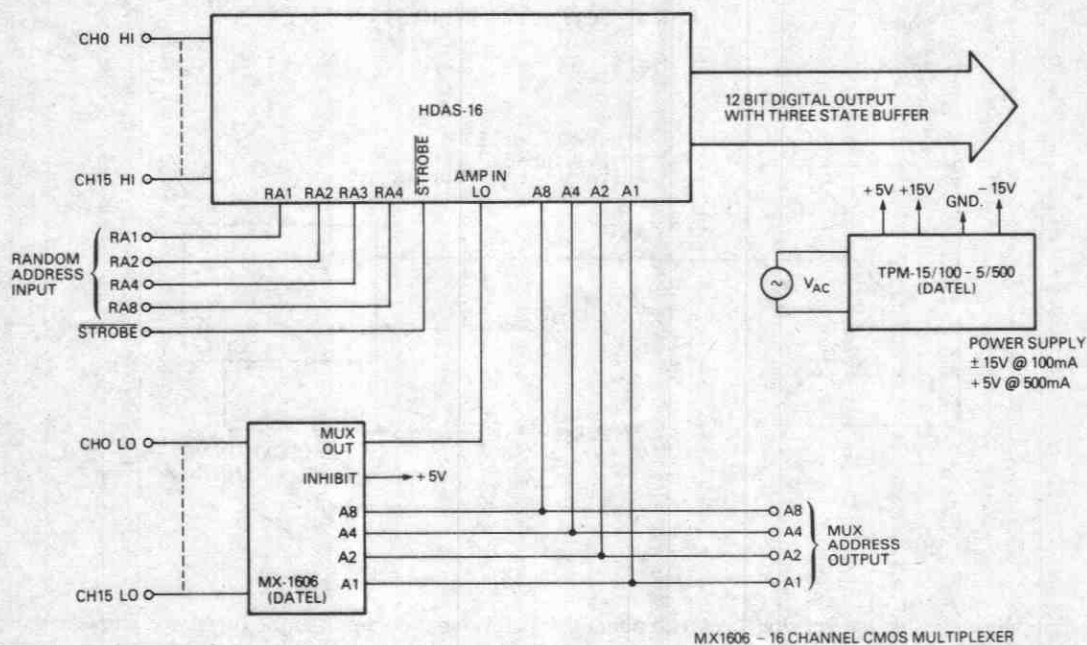 CH0 HI
CH15 HI
HDAS-16
12 BIT DIGITAL OUTPUT
WITH THREE STATE BUFFER
RA1 RA2 RA3 RA4 STROBE AMP IN LO A8 A4 A2 A1
RANDOM
ADDRESS
INPUT
RA1
RA2
RA4
RA8
STROBE
+5V +15V GND. -15V
VAC
TPM-15/100 - 5/500
(DATEL)
POWER SUPPLY
± 15V @ 100mA
+ 5V @ 500mA
CH0 LO
CH15 LO
MUX
OUT
INHIBIT
+5V
A8
A4
A2
A1
MX-1606
(DATEL)
A8
A4
A2
A1
MUX
ADDRESS
OUTPUT
MX1606 - 16 CHANNEL CMOS MULTIPLEXER